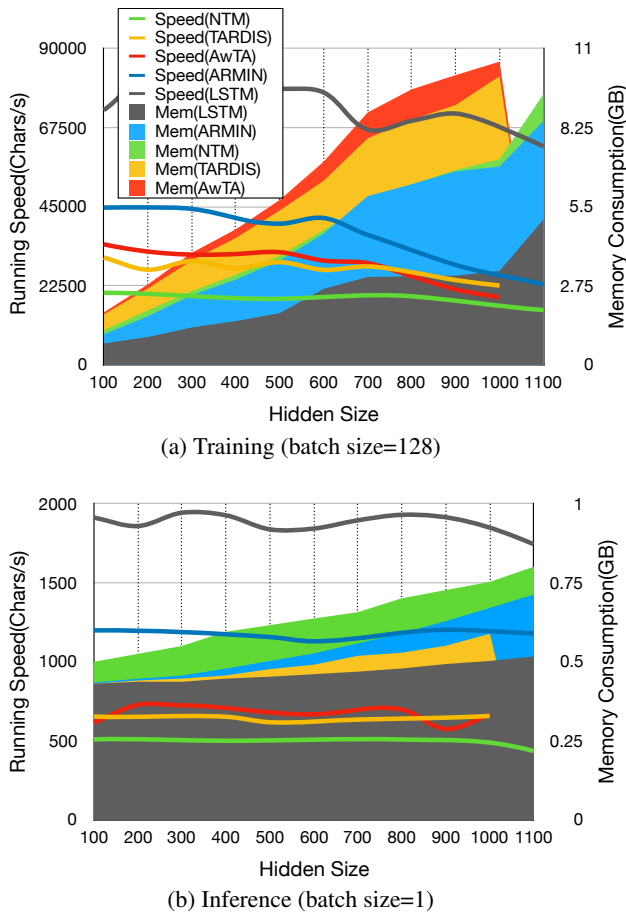 Speed(NTM)
Speed(TARDIS)
Speed(AwTA)
Speed(ARMIN)
Speed(LSTM)
Mem(LSTM)
Mem(ARMIN)
Mem(NTM)
Mem(TARDIS)
Mem(AwTA)
Running Speed(Chars/s)
90000
67500
45000
22500
0
11
8.25
5.5
2.75
0
Memory Consumption(GB)
100 200 300 400 500 600 700 800 900 1000 1100
Hidden Size
(a) Training (batch size=128)
Running Speed(Chars/s)
2000
1500
1000
500
0
1
0.75
0.5
0.25
0
Memory Consumption(GB)
100 200 300 400 500 600 700 800 900 1000 1100
Hidden Size
(b) Inference (batch size=1)